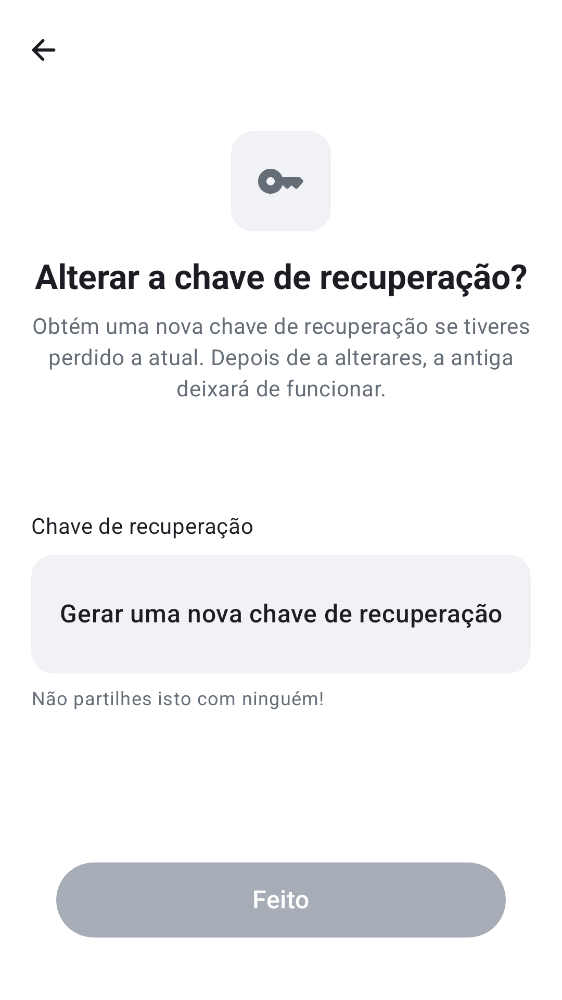 Alterar a chave de recuperação?
Obtém uma nova chave de recuperação se tiveres
perdido a atual. Depois de a alterares, a antiga
deixará de funcionar.
Chave de recuperação
Gerar uma nova chave de recuperação
Não partilhes isto com ninguém!
Feito